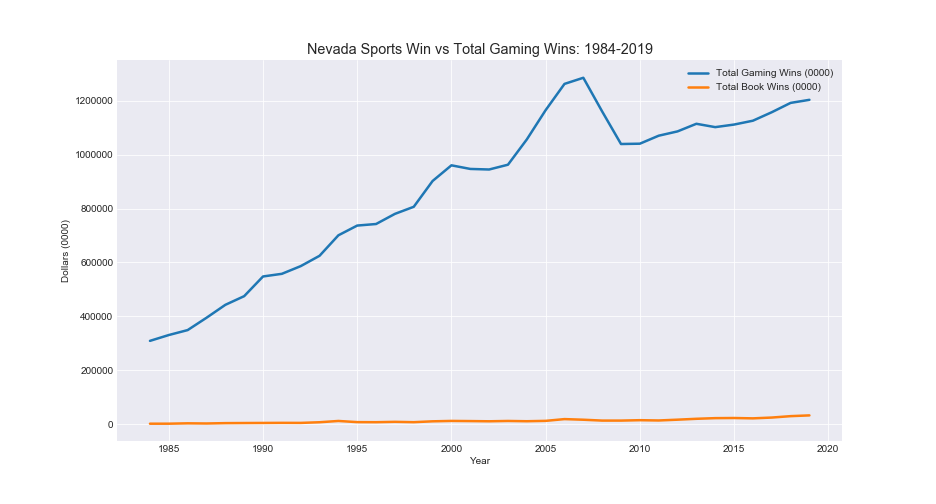 Nevada Sports Win vs Total Gaming Wins: 1984-2019
Total Gaming Wins (0000)
Total Book Wins (0000)
Dollars (0000)
1200000
1000000
800000
600000
400000
200000
0
1985 1990 1995 2000 2005 2010 2015 2020
Year